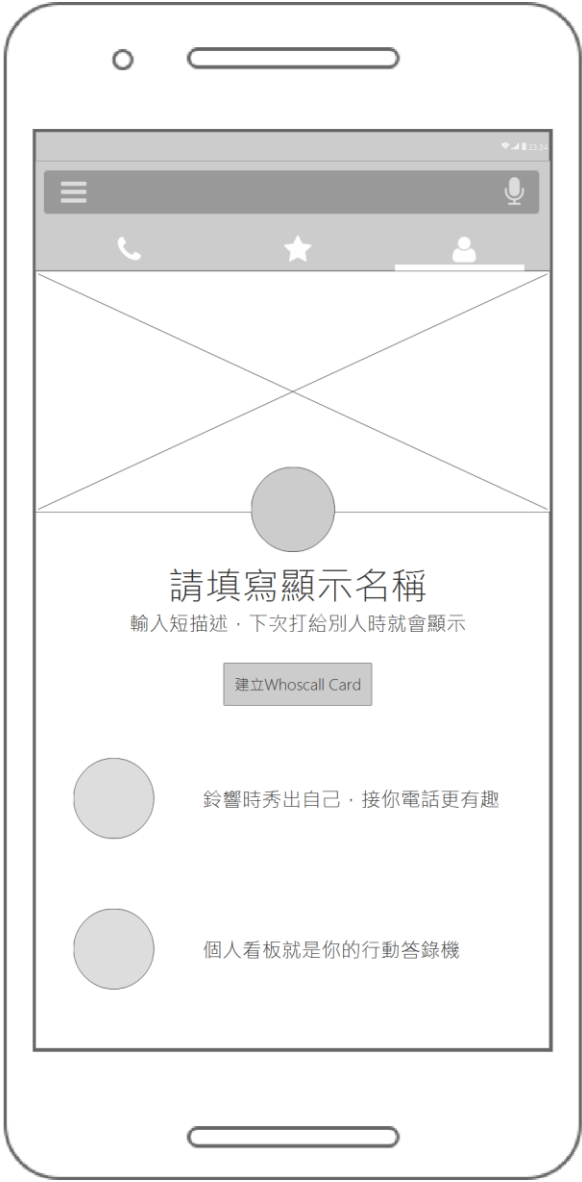 23:24
請填寫顯示名稱
輸入短描述．下次打給別人時就會顯示
建立Whoscall Card
鈴響時秀出自己．接你電話更有趣
個人看板就是你的行動答錄機